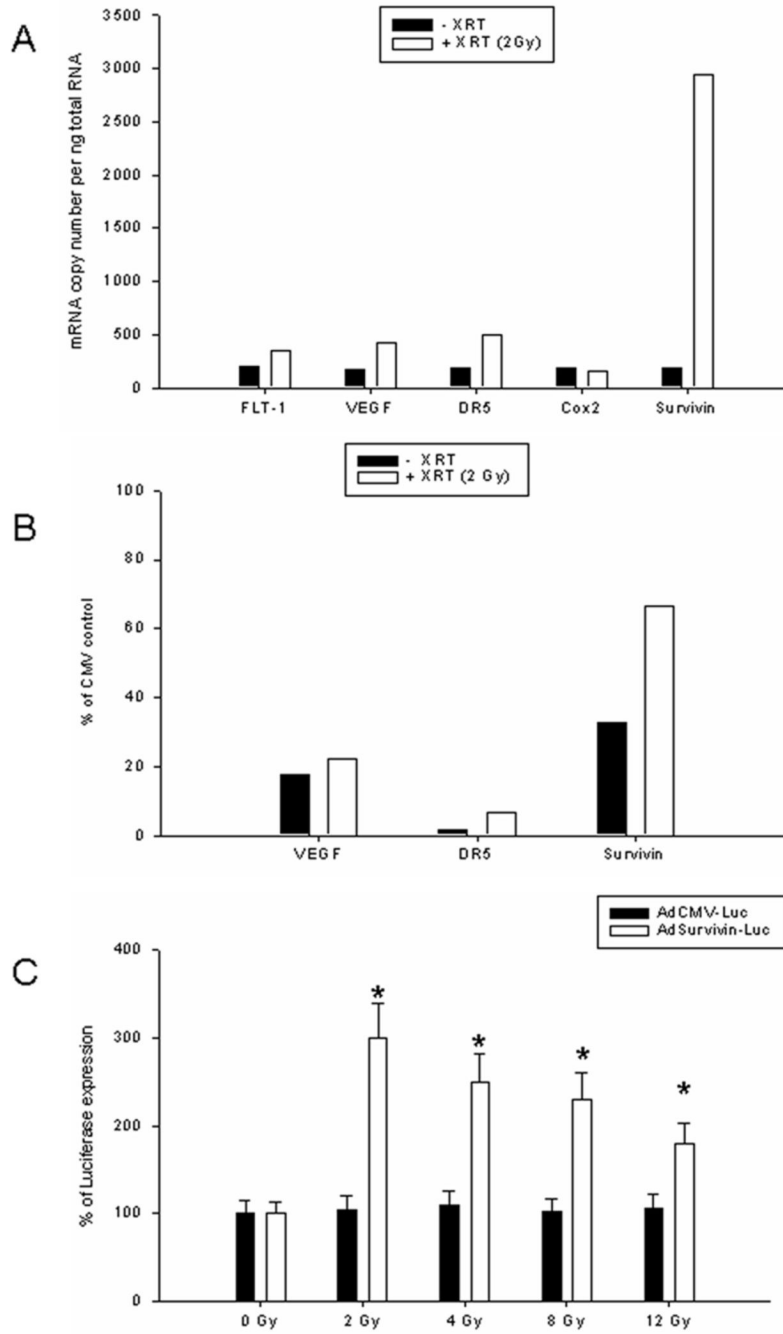 A
- XRT
+ XRT (2Gy)
mRNA copy number per ng total RNA
3500
3000
2500
2000
1500
1000
500
0
FLT-1 VEGF DR5 Cox2 Survivin
B
- XRT
+ XRT (2 Gy)
% of CMV control
100
80
60
40
20
0
VEGF DR5 Survivin
C
AdCMV-Luc
AdSurvivin-Luc
% of Luciferase expression
400
300
200
100
0
* * * *
0 Gy 2 Gy 4 Gy 8 Gy 12 Gy